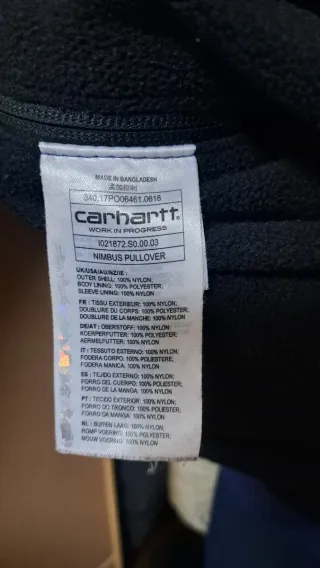 MADE IN BANGLADESH
孟加拉制
340.17PO06461.0618
carhartt.
WORK IN PROGRESS
I021872.S0.00.03
NIMBUS PULLOVER
UK/USA/AU/NZ/IE :
OUTER SHELL: 100% NYLON;
BODY LINING: 100% POLYESTER;
SLEEVE LINING: 100% NYLON
FR : TISSU EXTERIEUR: 100% NYLON;
DOUBLURE DU CORPS: 100% POLYESTER;
DOUBLURE DE LA MANCHE: 100% NYLON
DE/AT : OBERSTOFF: 100% NYLON;
KOERPERFUTTER: 100% POLYESTER;
AERMELFUTTER: 100% NYLON
IT : TESSUTO ESTERNO: 100% NYLON;
FODERA CORPO: 100% POLIESTERE;
FODERA MANICA: 100% NYLON
ES : TEJIDO EXTERNO: 100% NYLON;
FORRO DEL CUERPO: 100% POLIESTER;
FORRO DE LA MANGA: 100% NYLON
PT : TECIDO EXTERIOR: 100% NYLON;
FORRO DO TRONCO: 100% POLIESTER;
FORRO DA MANGA: 100% NYLON
NL : BUITEN LAAG: 100% NYLON;
ROMP VOERING: 100% POLYESTER;
MOUW VOERING: 100% NYLON